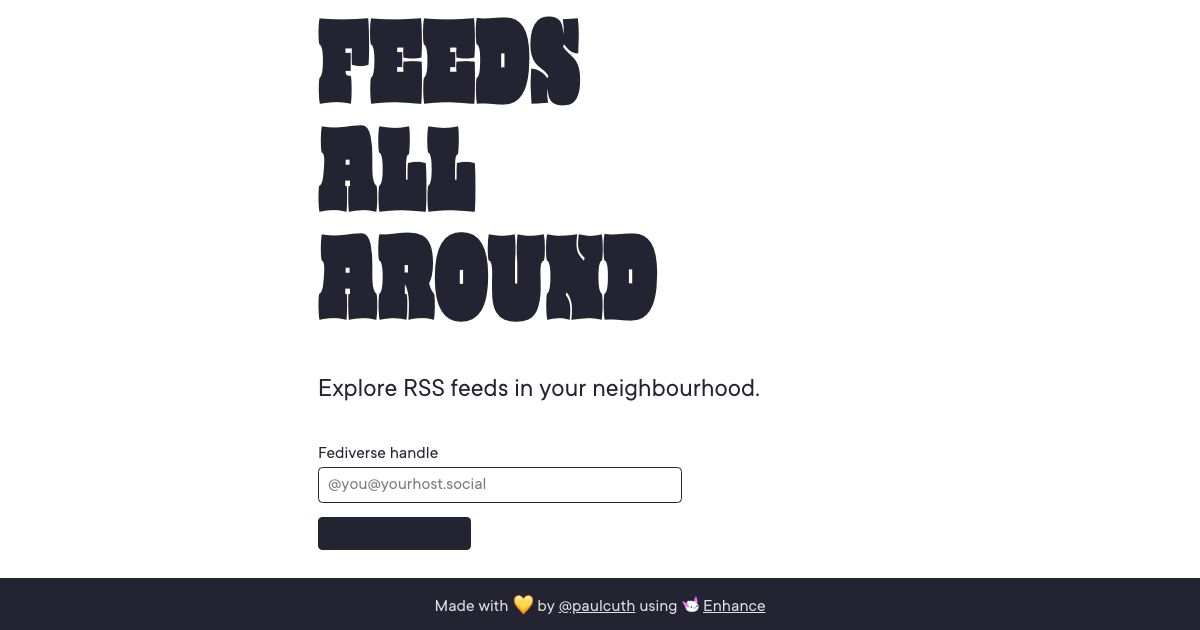 FEEDS
ALL
AROUND
Explore RSS feeds in your neighbourhood.
Fediverse handle
@you@yourhost.social
Made with 💛 by @paulcuth using Enhance